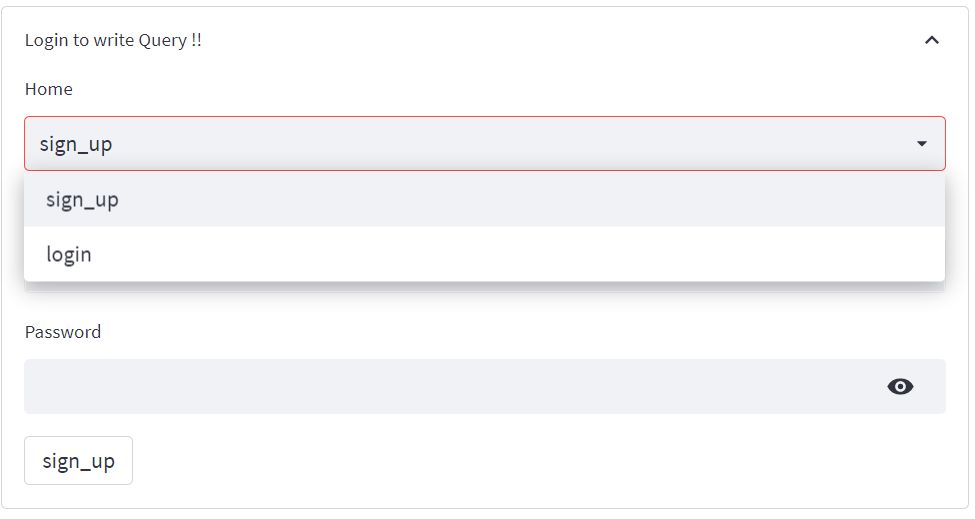 Login to write Query !!
Home
sign_up
sign_up
login
Password
sign_up